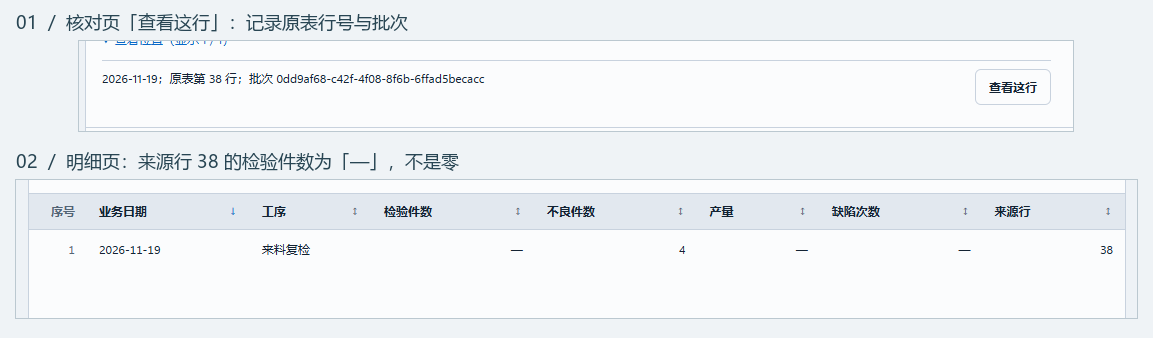 01 / 核对页「查看这行」：记录原表行号与批次
2026-11-19；原表第 38 行；批次 0dd9af68-c42f-4f08-8f6b-6ffad5becacc
查看这行
02 / 明细页：来源行 38 的检验件数为「—」，不是零
序号 业务日期 ↓ 工序 ↕ 检验件数 ↕ 不良件数 ↕ 产量 ↕ 缺陷次数 ↕ 来源行 ↕
1 2026-11-19 来料复检 — 4 — — 38